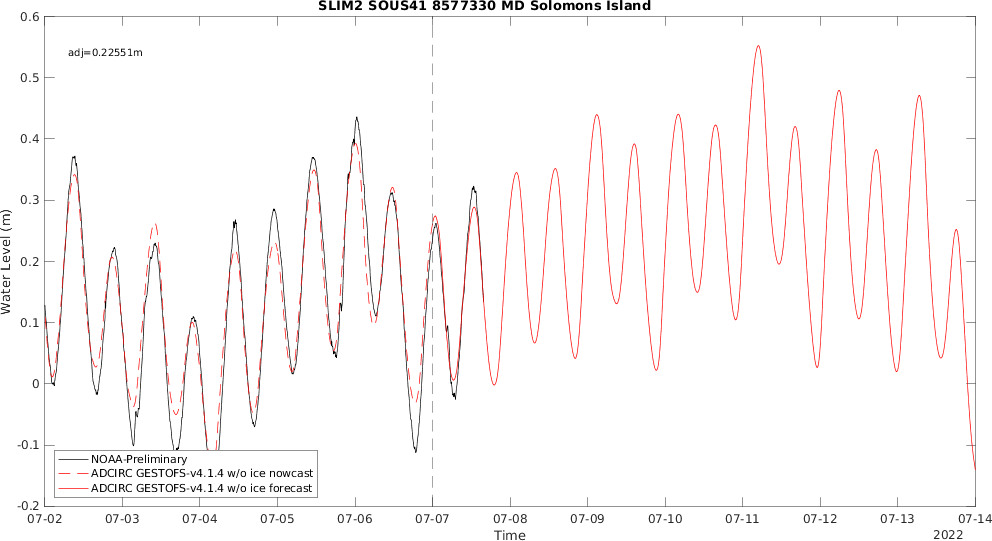 SLIM2 SOUS41 8577330 MD Solomons Island
adj=0.22551m
Water Level (m)
0.6
0.5
0.4
0.3
0.2
0.1
0
-0.1
-0.2
NOAA-Preliminary
ADCIRC GESTOFS-v4.1.4 w/o ice nowcast
ADCIRC GESTOFS-v4.1.4 w/o ice forecast
07-02 07-03 07-04 07-05 07-06 07-07 07-08 07-09 07-10 07-11 07-12 07-13 07-14
Time
2022